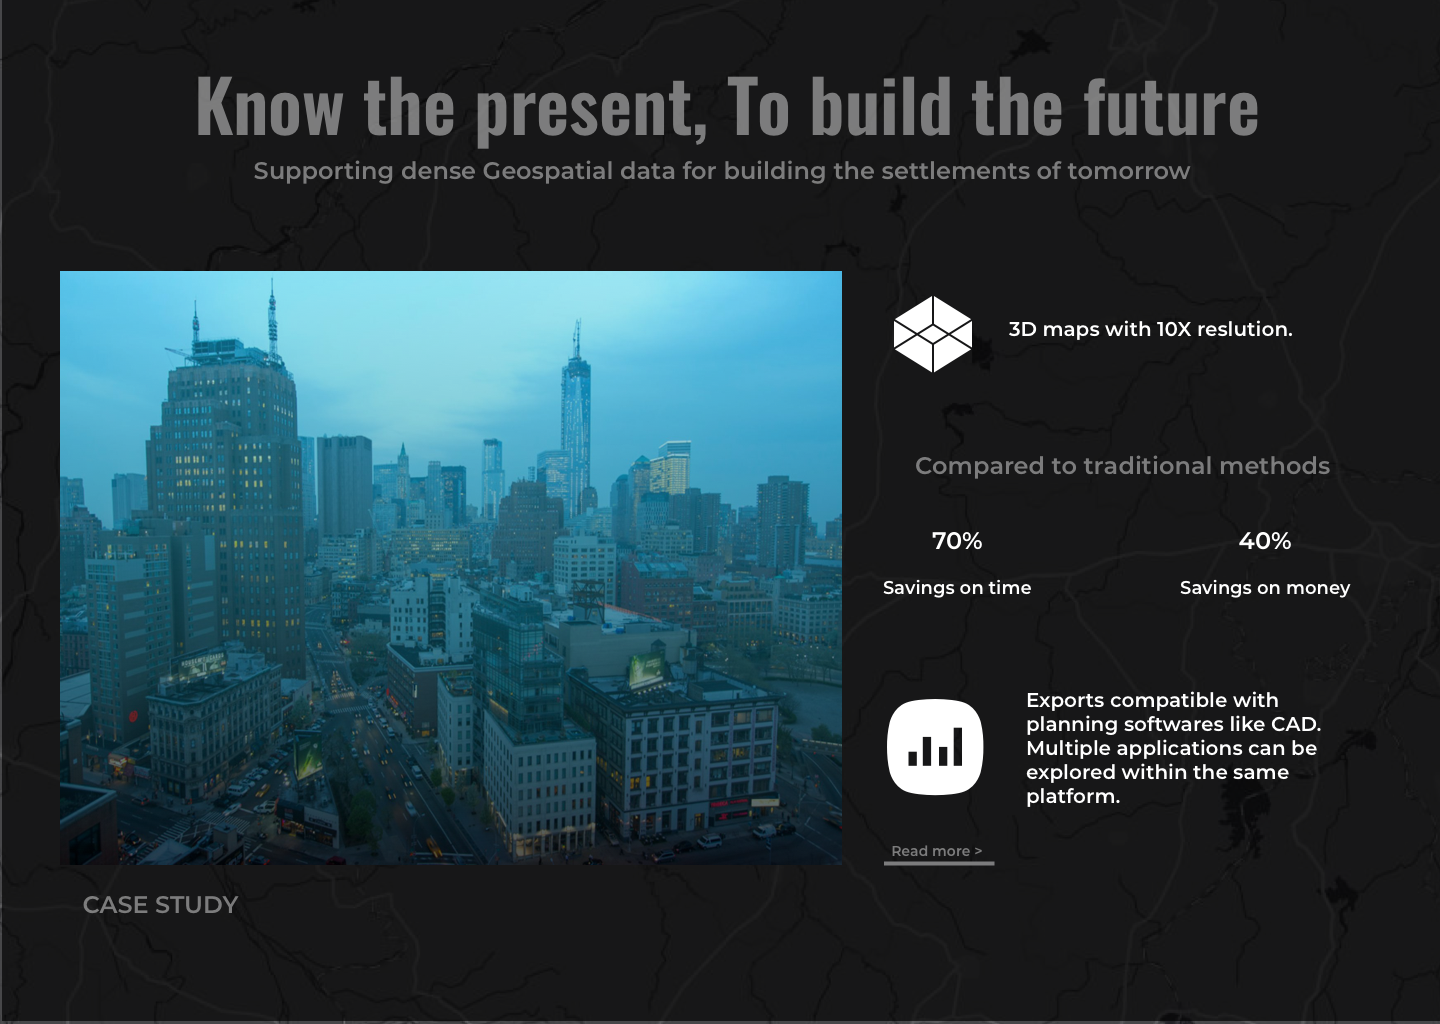 Know the present, To build the future
Supporting dense Geospatial data for building the settlements of tomorrow
3D maps with 10X reslution.
Compared to traditional methods
70%
40%
Savings on time
Savings on money
Exports compatible with
planning softwares like CAD.
Multiple applications can be
explored within the same
platform.
Read more >
CASE STUDY